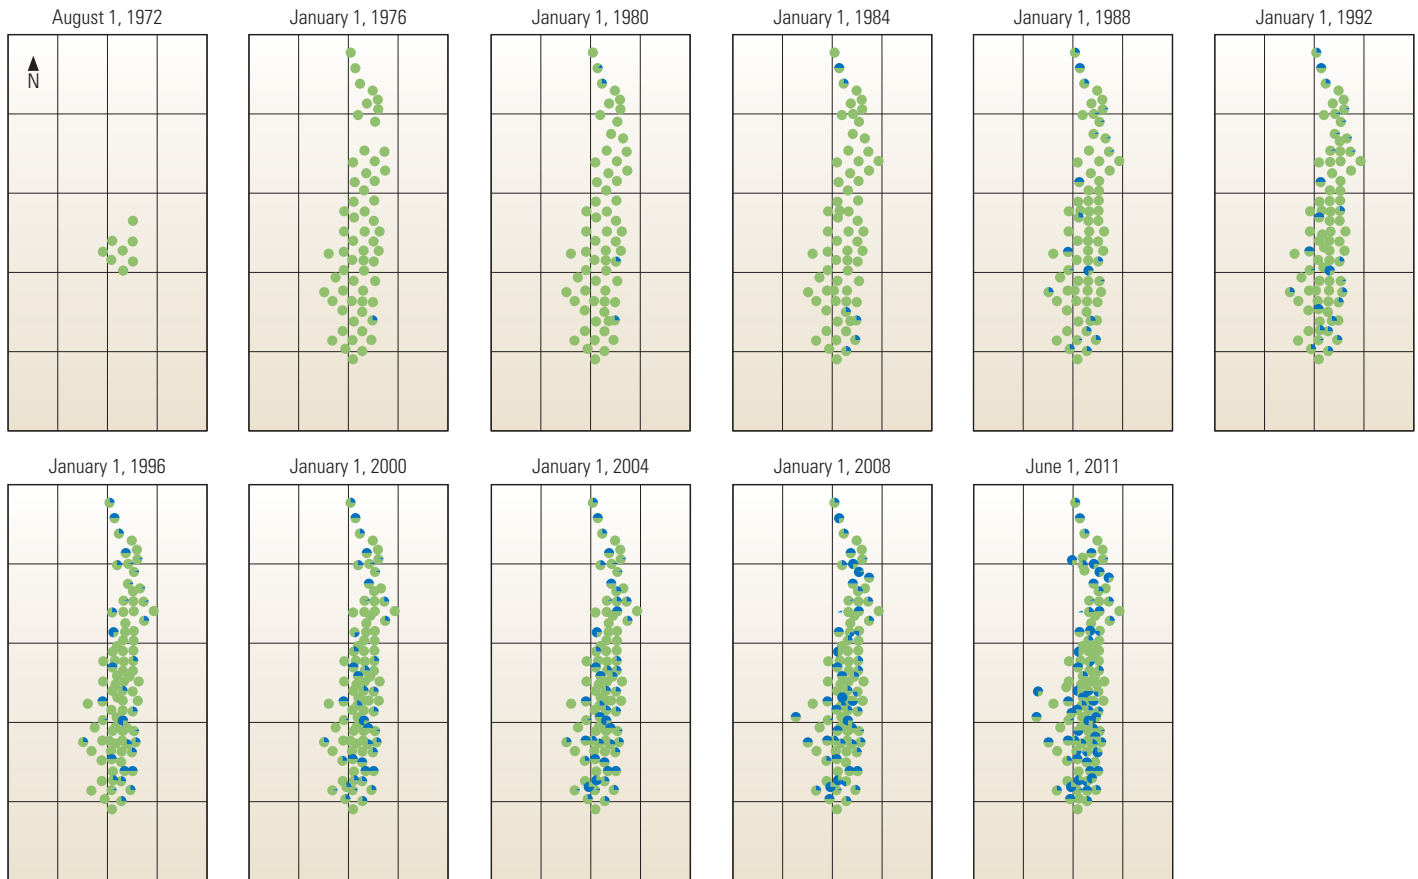 August 1, 1972
January 1, 1976
January 1, 1980
January 1, 1984
January 1, 1988
January 1, 1992
N
January 1, 1996
January 1, 2000
January 1, 2004
January 1, 2008
June 1, 2011